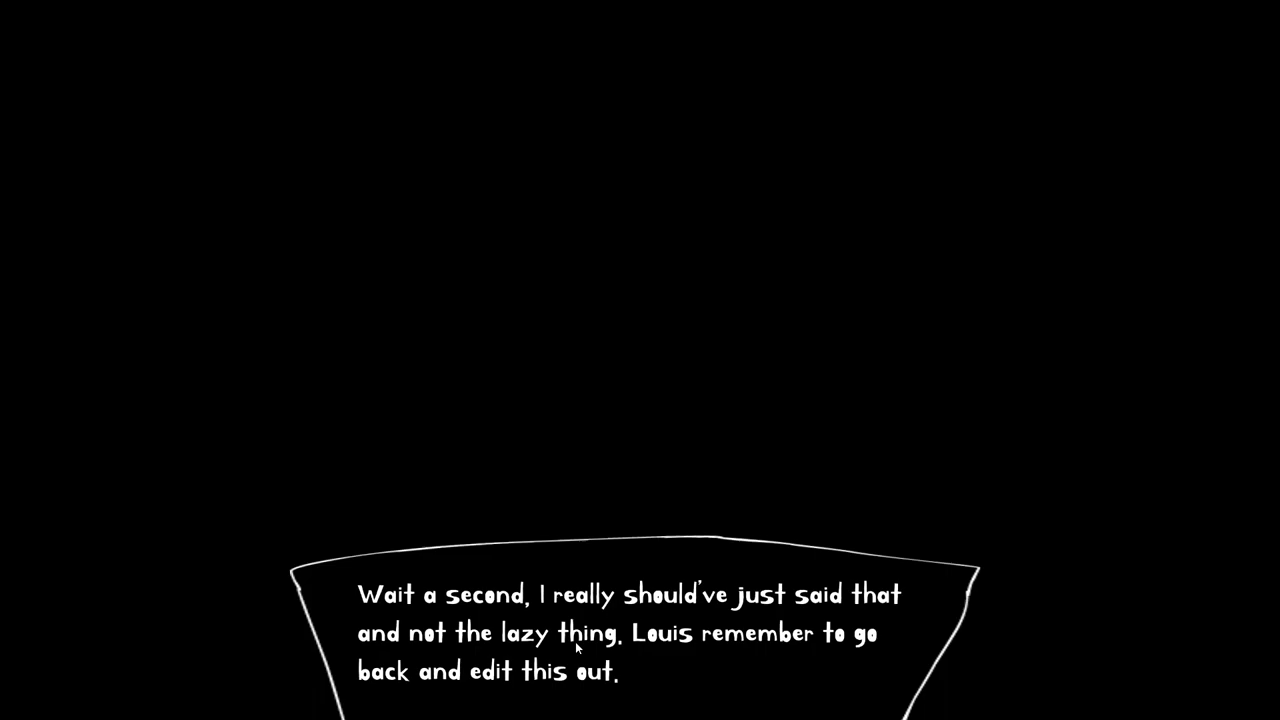 Wait a second, I really should've just said that
and not the lazy thing. Louis remember to go
back and edit this out.